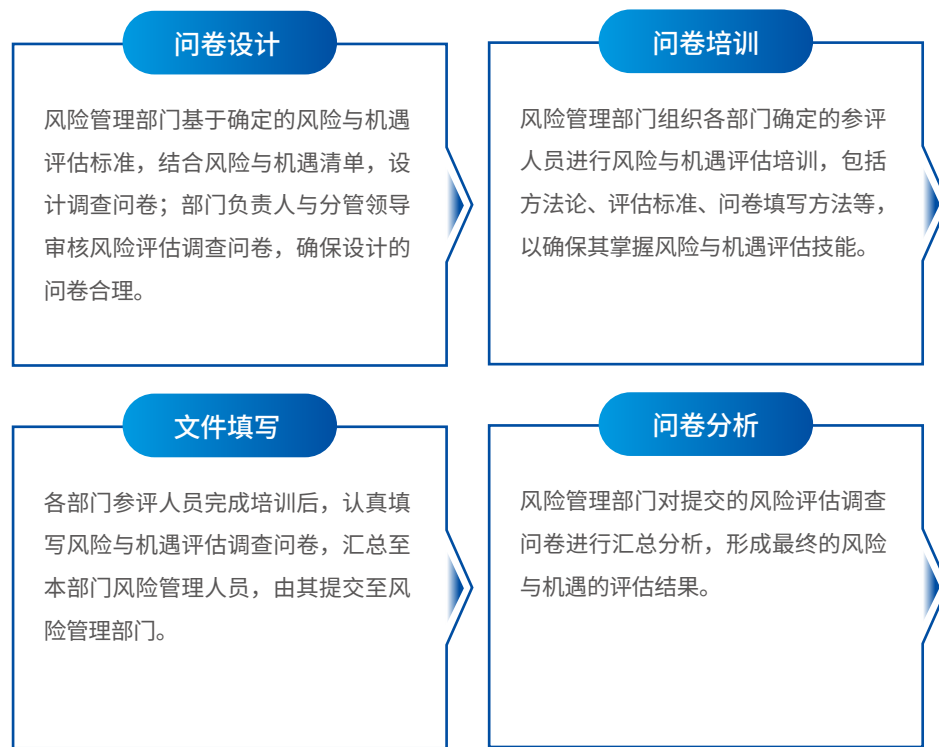 问卷设计
风险管理部门基于确定的风险与机遇
评估标准，结合风险与机遇清单，设
计调查问卷；部门负责人与分管领导
审核风险评估调查问卷，确保设计的
问卷合理。
问卷培训
风险管理部门组织各部门确定的参评
人员进行风险与机遇评估培训，包括
方法论、评估标准、问卷填写方法等，
以确保其掌握风险与机遇评估技能。
文件填写
各部门参评人员完成培训后，认真填
写风险与机遇评估调查问卷，汇总至
本部门风险管理人员，由其提交至风
险管理部门。
问卷分析
风险管理部门对提交的风险评估调查
问卷进行汇总分析，形成最终的风险
与机遇的评估结果。